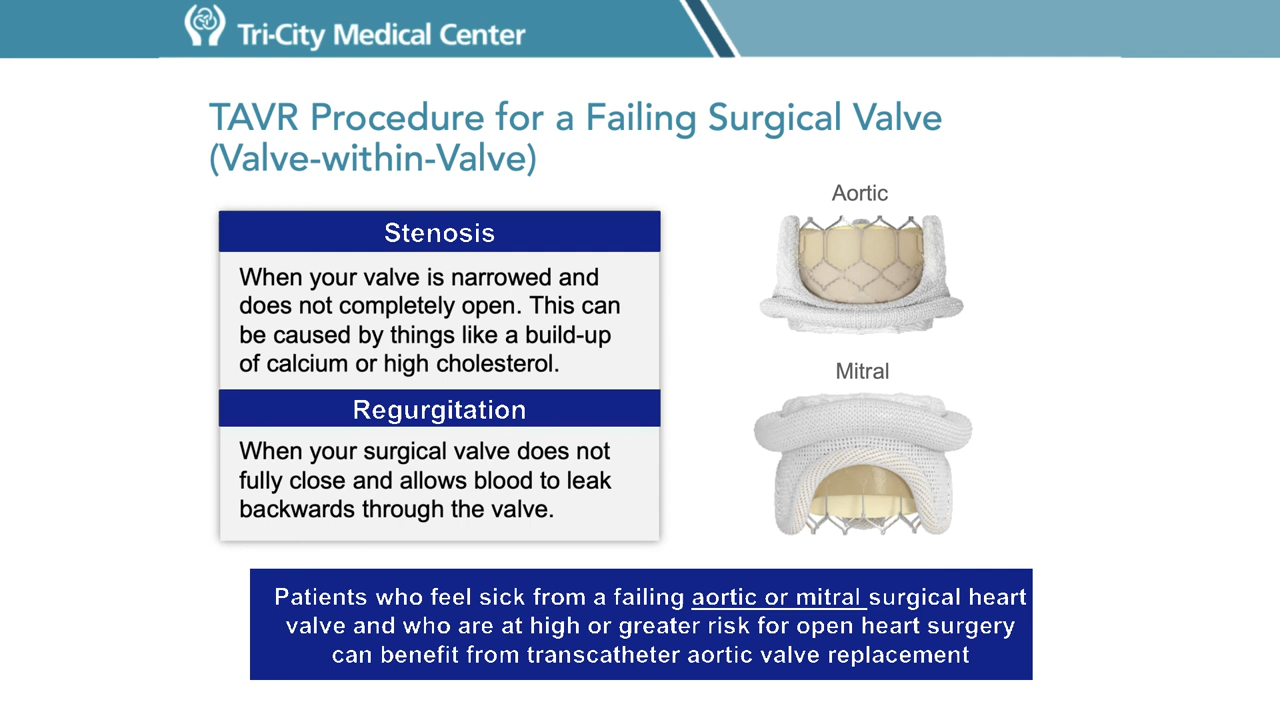 Tri-City Medical Center
TAVR Procedure for a Failing Surgical Valve
(Valve-within-Valve)
Stenosis
When your valve is narrowed and
does not completely open. This can
be caused by things like a build-up
of calcium or high cholesterol.
Regurgitation
When your surgical valve does not
fully close and allows blood to leak
backwards through the valve.
Aortic
Mitral
Patients who feel sick from a failing aortic or mitral surgical heart
valve and who are at high or greater risk for open heart surgery
can benefit from transcatheter aortic valve replacement